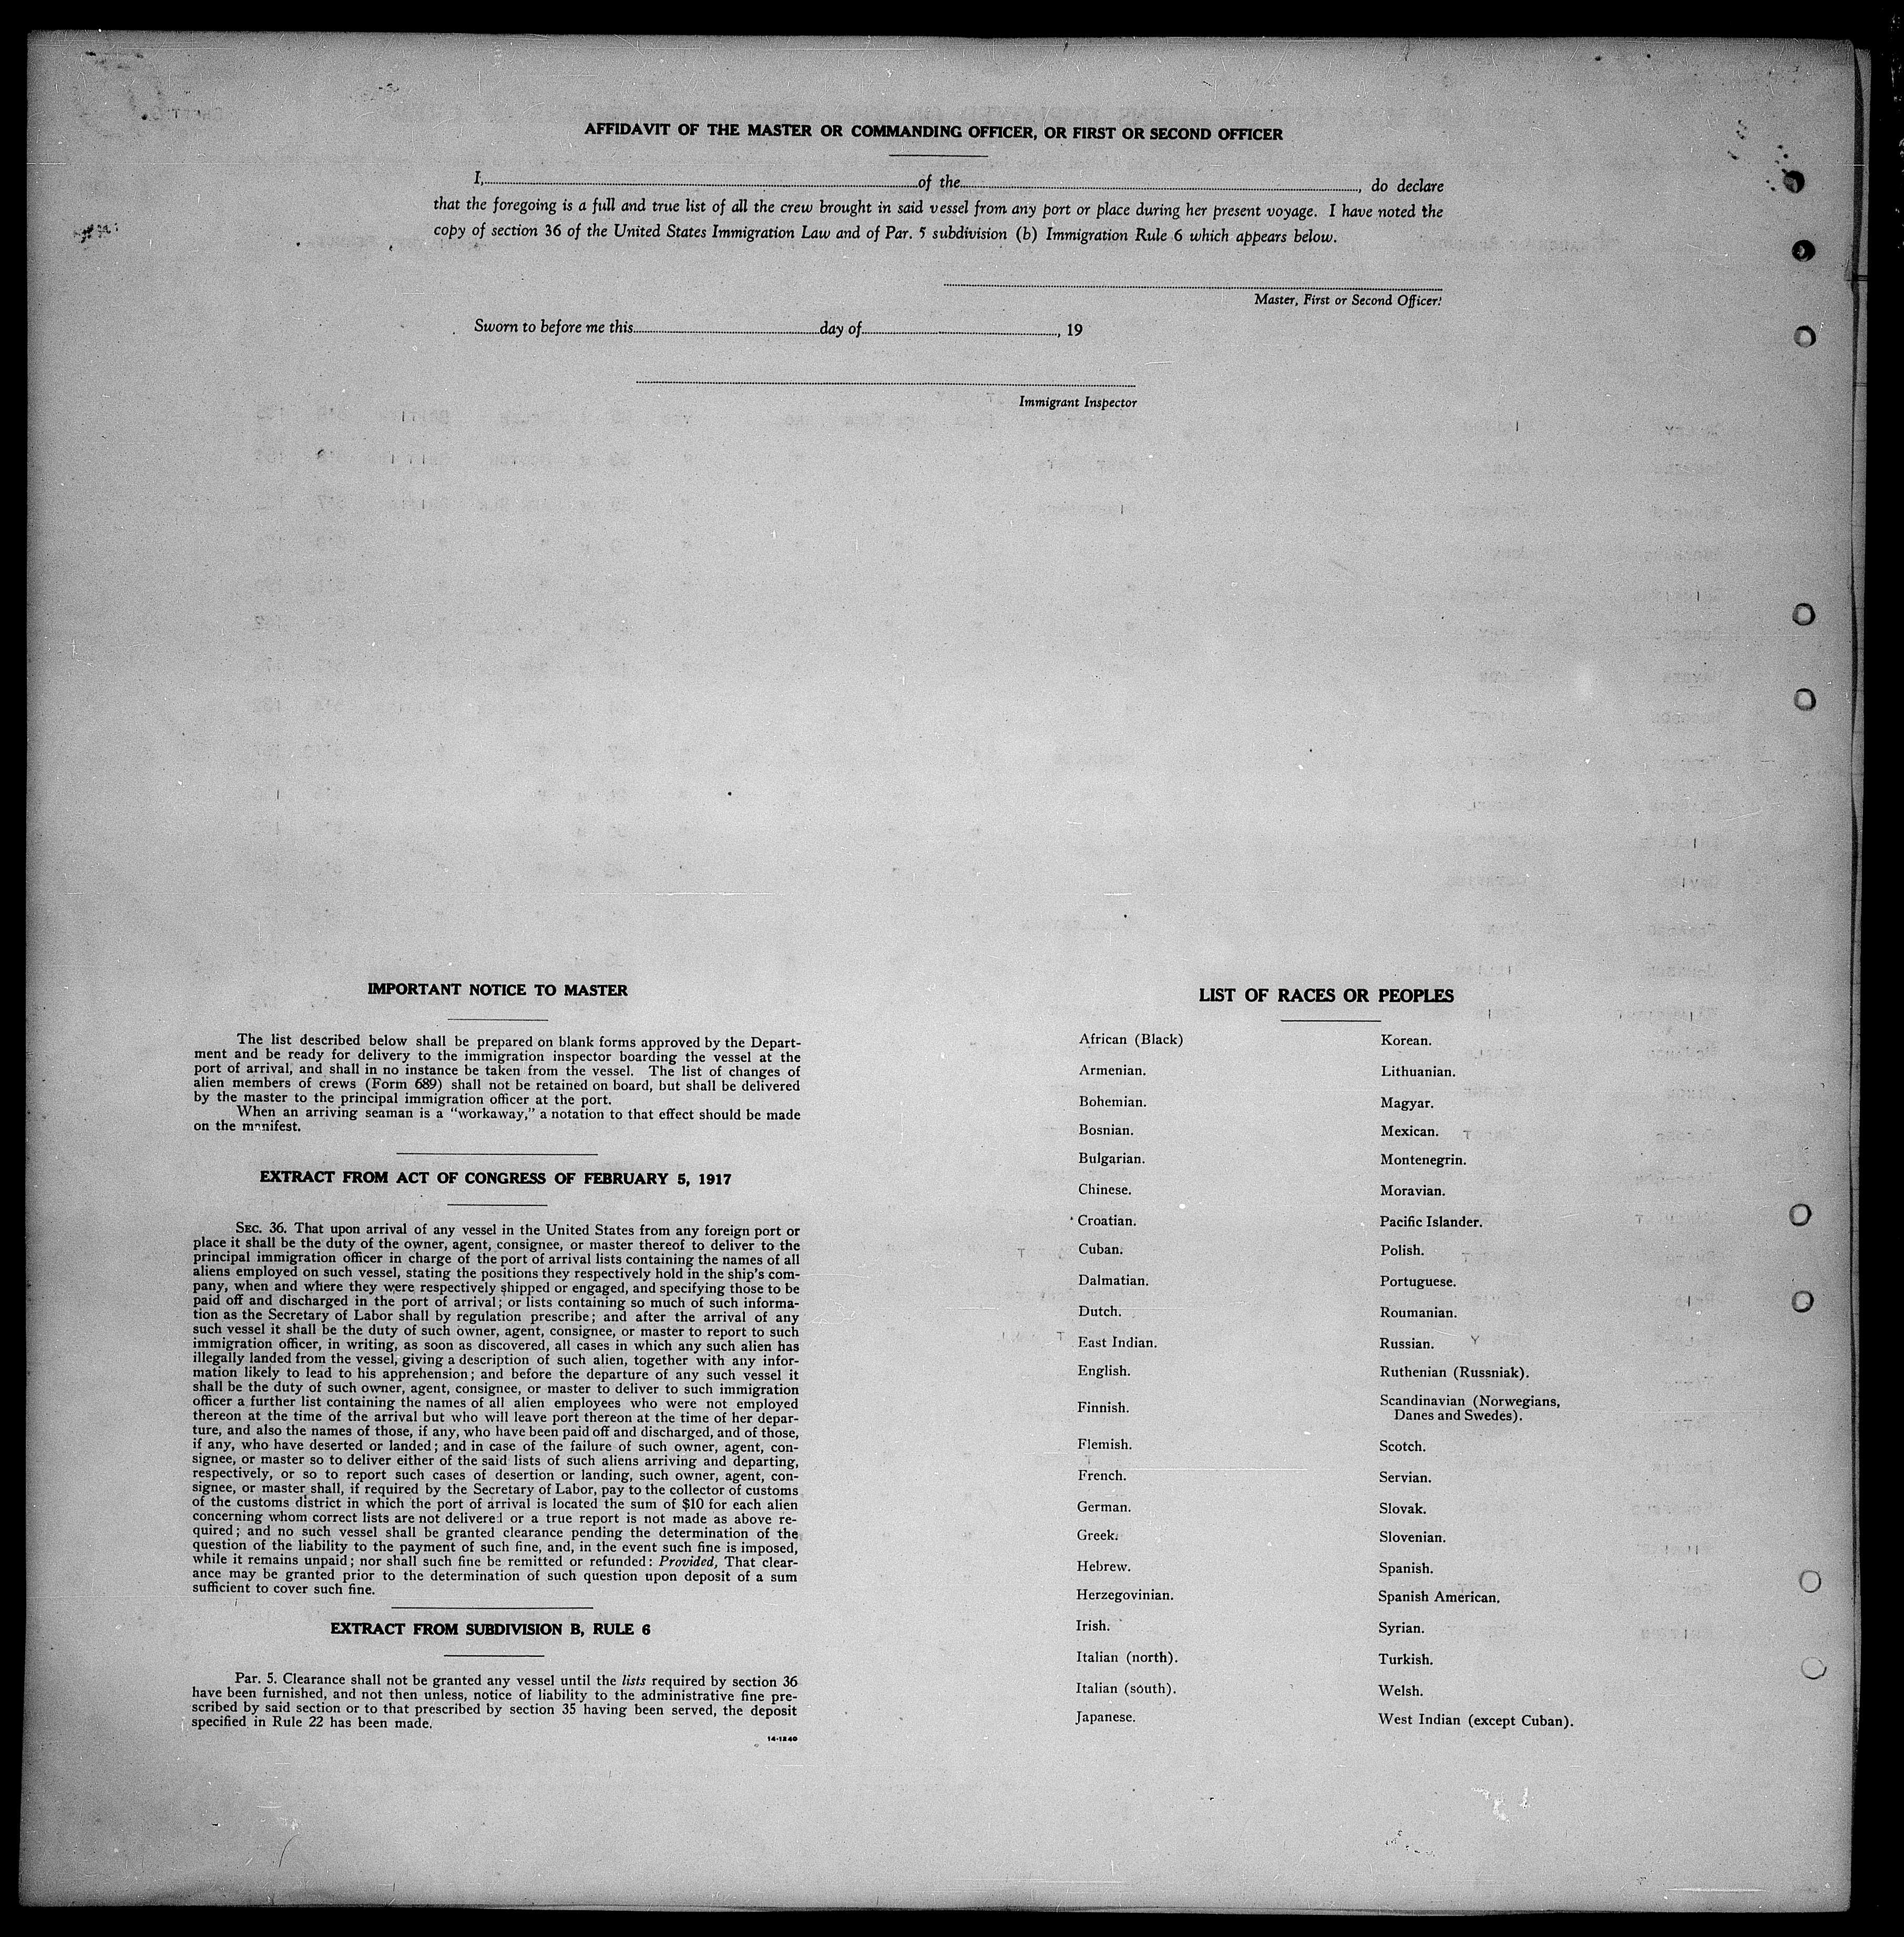 AFFIDAVIT OF THE MASTER OR COMMANDING OFFICER, OR FIRST OR SECOND OFFICER
I, of the , do declare
that the foregoing is a full and true list of all the crew brought in said vessel from any port or place during her present voyage. I have noted the
copy of section 36 of the United States Immigration Law and of Par. 5 subdivision (b) Immigration Rule 6 which appears below.
Master, First or Second Officer.
Sworn to before me this day of , 19
Immigrant Inspector
IMPORTANT NOTICE TO MASTER
The list described below shall be prepared on blank forms approved by the Depart-
ment and be ready for delivery to the immigration inspector boarding the vessel at the
port of arrival, and shall in no instance be taken from the vessel. The list of changes of
alien members of crews (Form 689) shall not be retained on board, but shall be delivered
by the master to the principal immigration officer at the port.
When an arriving seaman is a "workaway," a notation to that effect should be made
on the manifest.
EXTRACT FROM ACT OF CONGRESS OF FEBRUARY 5, 1917
SEC. 36. That upon arrival of any vessel in the United States from any foreign port or
place it shall be the duty of the owner, agent, consignee, or master thereof to deliver to the
principal immigration officer in charge of the port of arrival lists containing the names of all
aliens employed on such vessel, stating the positions they respectively hold in the ship's com-
pany, when and where they were respectively shipped or engaged, and specifying those to be
paid off and discharged in the port of arrival; or lists containing so much of such informa-
tion as the Secretary of Labor shall by regulation prescribe; and after the arrival of any
such vessel it shall be the duty of such owner, agent, consignee, or master to report to such
immigration officer, in writing, as soon as discovered, all cases in which any such alien has
illegally landed from the vessel, giving a description of such alien, together with any infor-
mation likely to lead to his apprehension; and before the departure of any such vessel it
shall be the duty of such owner, agent, consignee, or master to deliver to such immigration
officer a further list containing the names of all alien employees who were not employed
thereon at the time of the arrival but who will leave port thereon at the time of her depar-
ture, and also the names of those, if any, who have been paid off and discharged, and of those,
if any, who have deserted or landed; and in case of the failure of such owner, agent, con-
signee, or master so to deliver either of the said lists of such aliens arriving and departing,
respectively, or so to report such cases of desertion or landing, such owner, agent, con-
signee, or master shall, if required by the Secretary of Labor, pay to the collector of customs
of the customs district in which the port of arrival is located the sum of $10 for each alien
concerning whom correct lists are not delivered or a true report is not made as above re-
quired; and no such vessel shall be granted clearance pending the determination of the
question of the liability to the payment of such fine, and, in the event such fine is imposed,
while it remains unpaid; nor shall such fine be remitted or refunded: Provided, That clear-
ance may be granted prior to the determination of such question upon deposit of a sum
sufficient to cover such fine.
EXTRACT FROM SUBDIVISION B, RULE 6
Par. 5. Clearance shall not be granted any vessel until the lists required by section 36
have been furnished, and not then unless, notice of liability to the administrative fine pre-
scribed by said section or to that prescribed by section 35 having been served, the deposit
specified in Rule 22 has been made.
14-1240
LIST OF RACES OR PEOPLES
African (Black)
Armenian.
Bohemian.
Bosnian.
Bulgarian.
Chinese.
Croatian.
Cuban.
Dalmatian.
Dutch.
East Indian.
English.
Finnish.
Flemish.
French.
German.
Greek.
Hebrew.
Herzegovinian.
Irish.
Italian (north).
Italian (south).
Japanese.
Korean.
Lithuanian.
Magyar.
Mexican.
Montenegrin.
Moravian.
Pacific Islander.
Polish.
Portuguese.
Roumanian.
Russian.
Ruthenian (Russniak).
Scandinavian (Norwegians,
Danes and Swedes).
Scotch.
Servian.
Slovak.
Slovenian.
Spanish.
Spanish American.
Syrian.
Turkish.
Welsh.
West Indian (except Cuban).